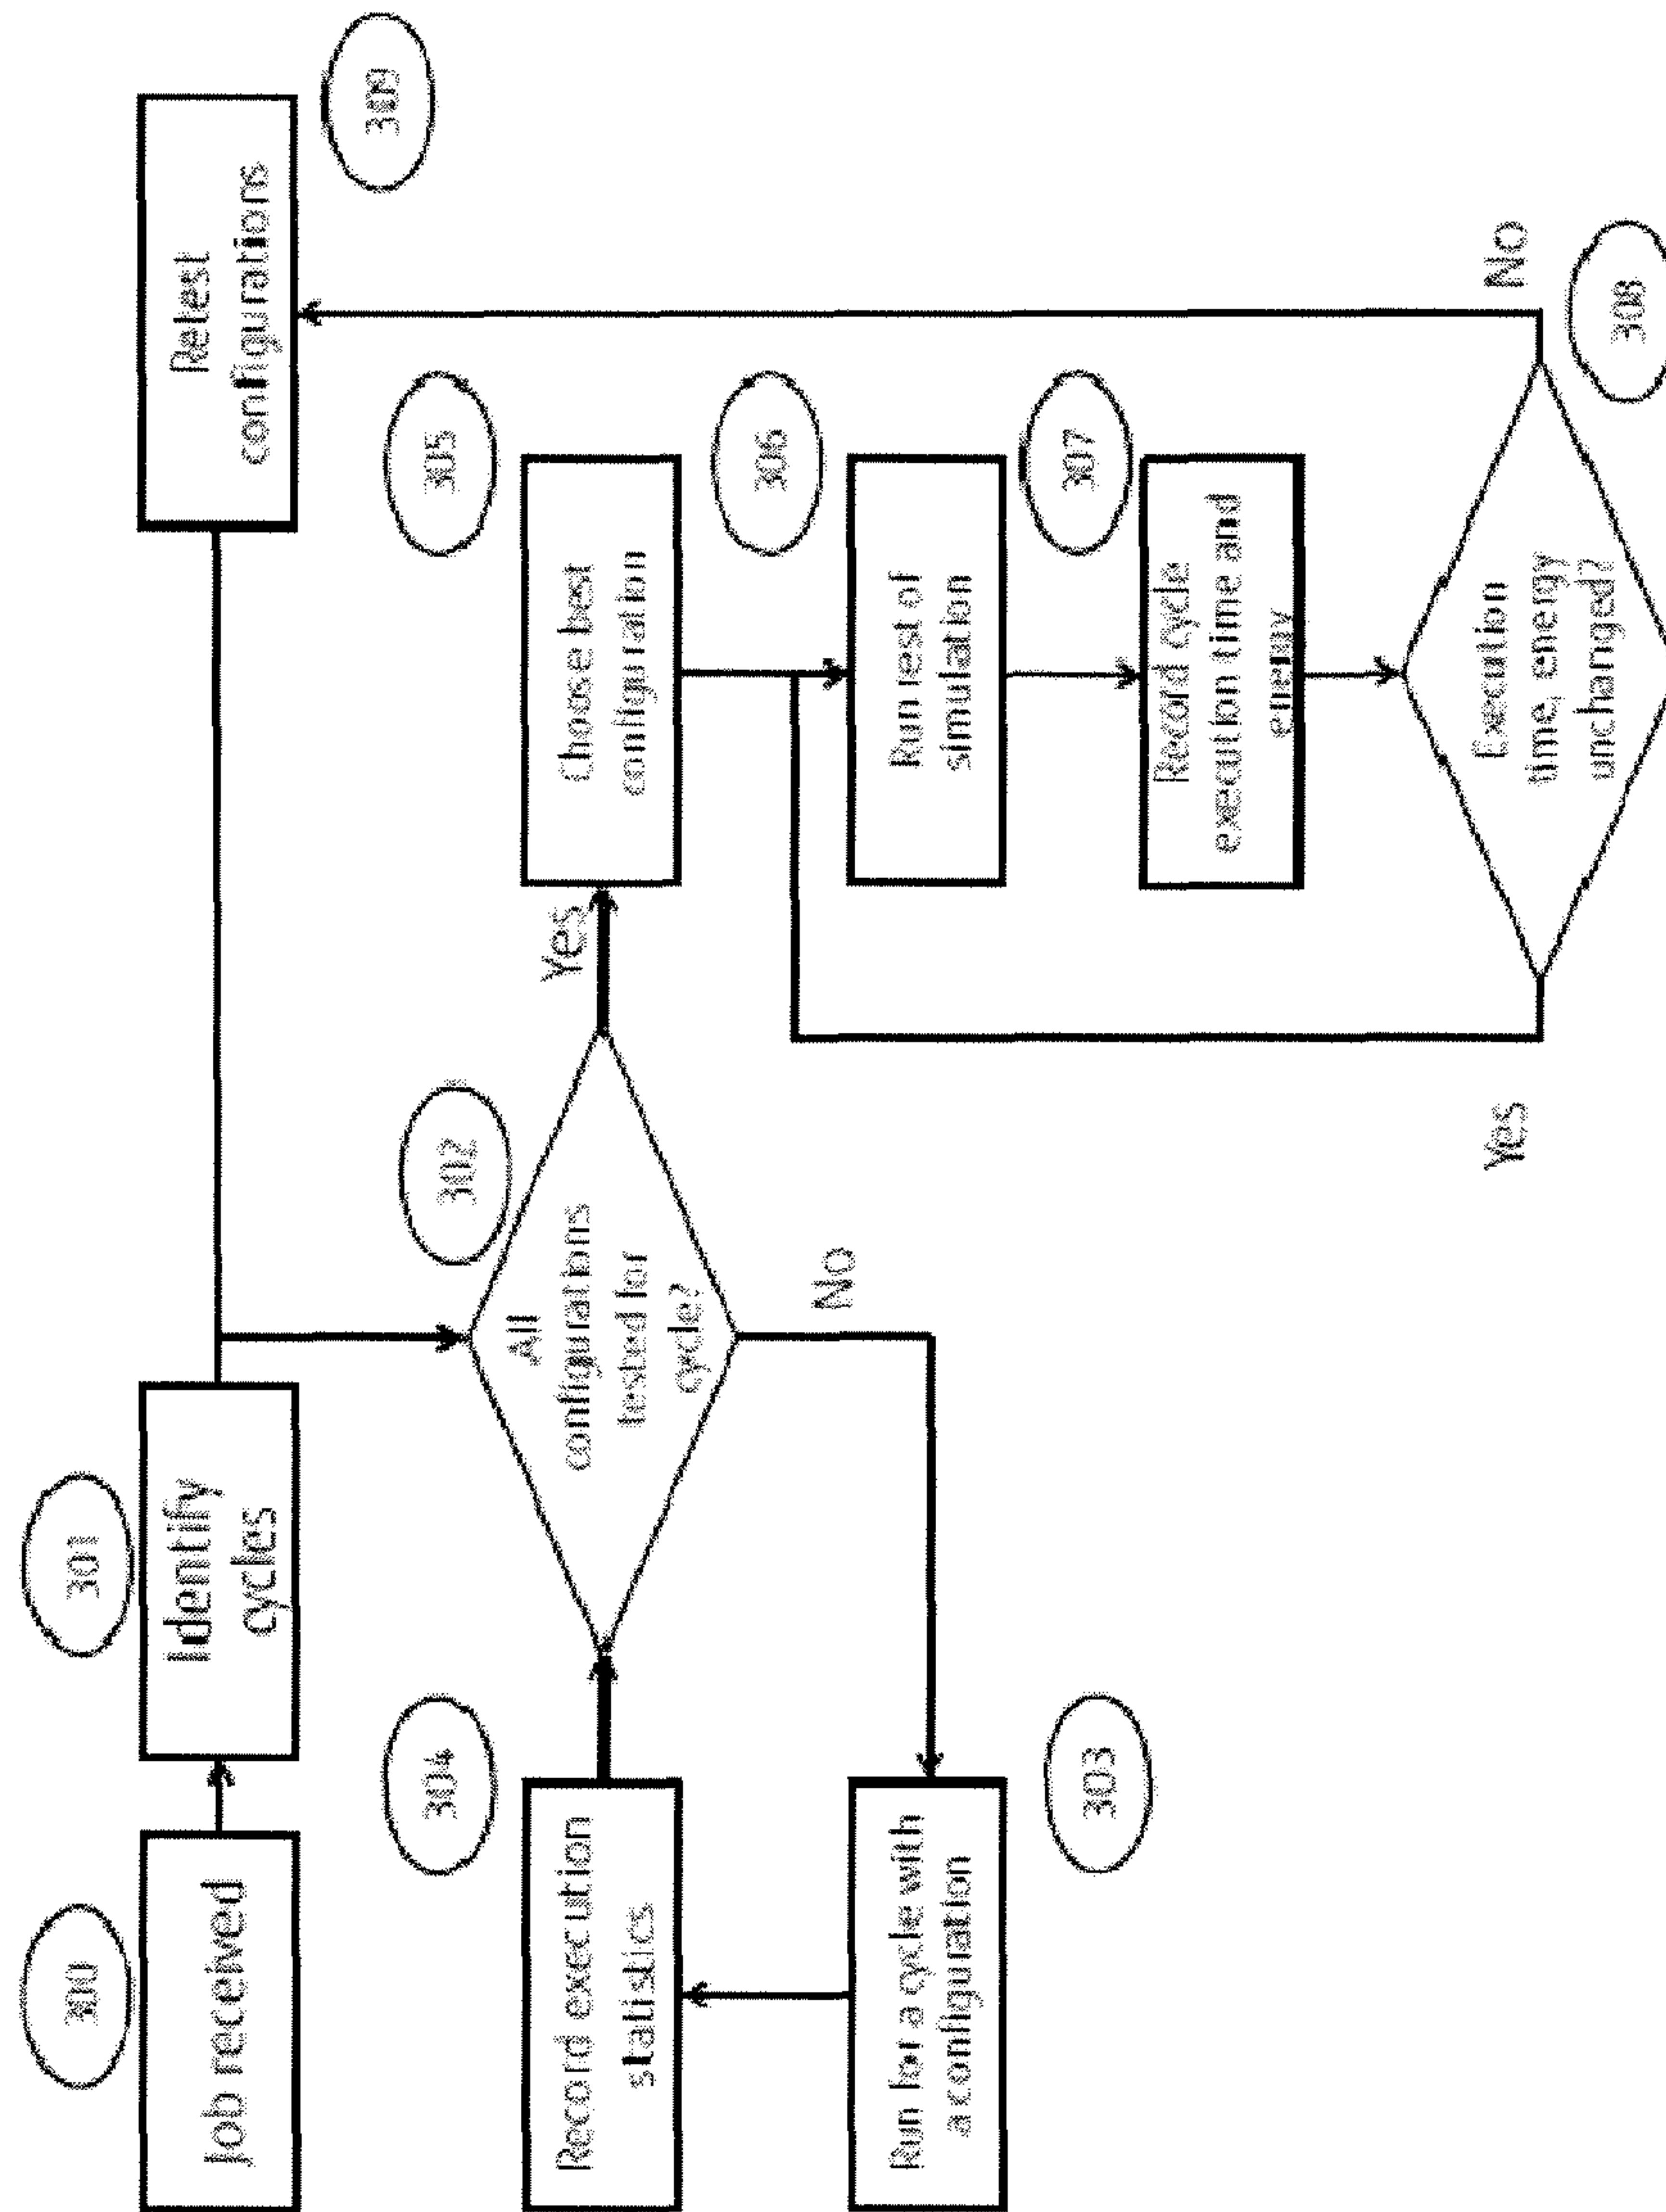 300
Job received
301
Identify
cycles
309
Retest
configurations
302
All
configurations
tested for
cycle?
Yes
No
304
Record execution
statistics
303
Run for a cycle with
a configuration
305
Choose best
configuration
306
Run rest of
simulation
307
Record cycle
execution time and
energy
308
Execution
time, energy
unchanged?
Yes
No